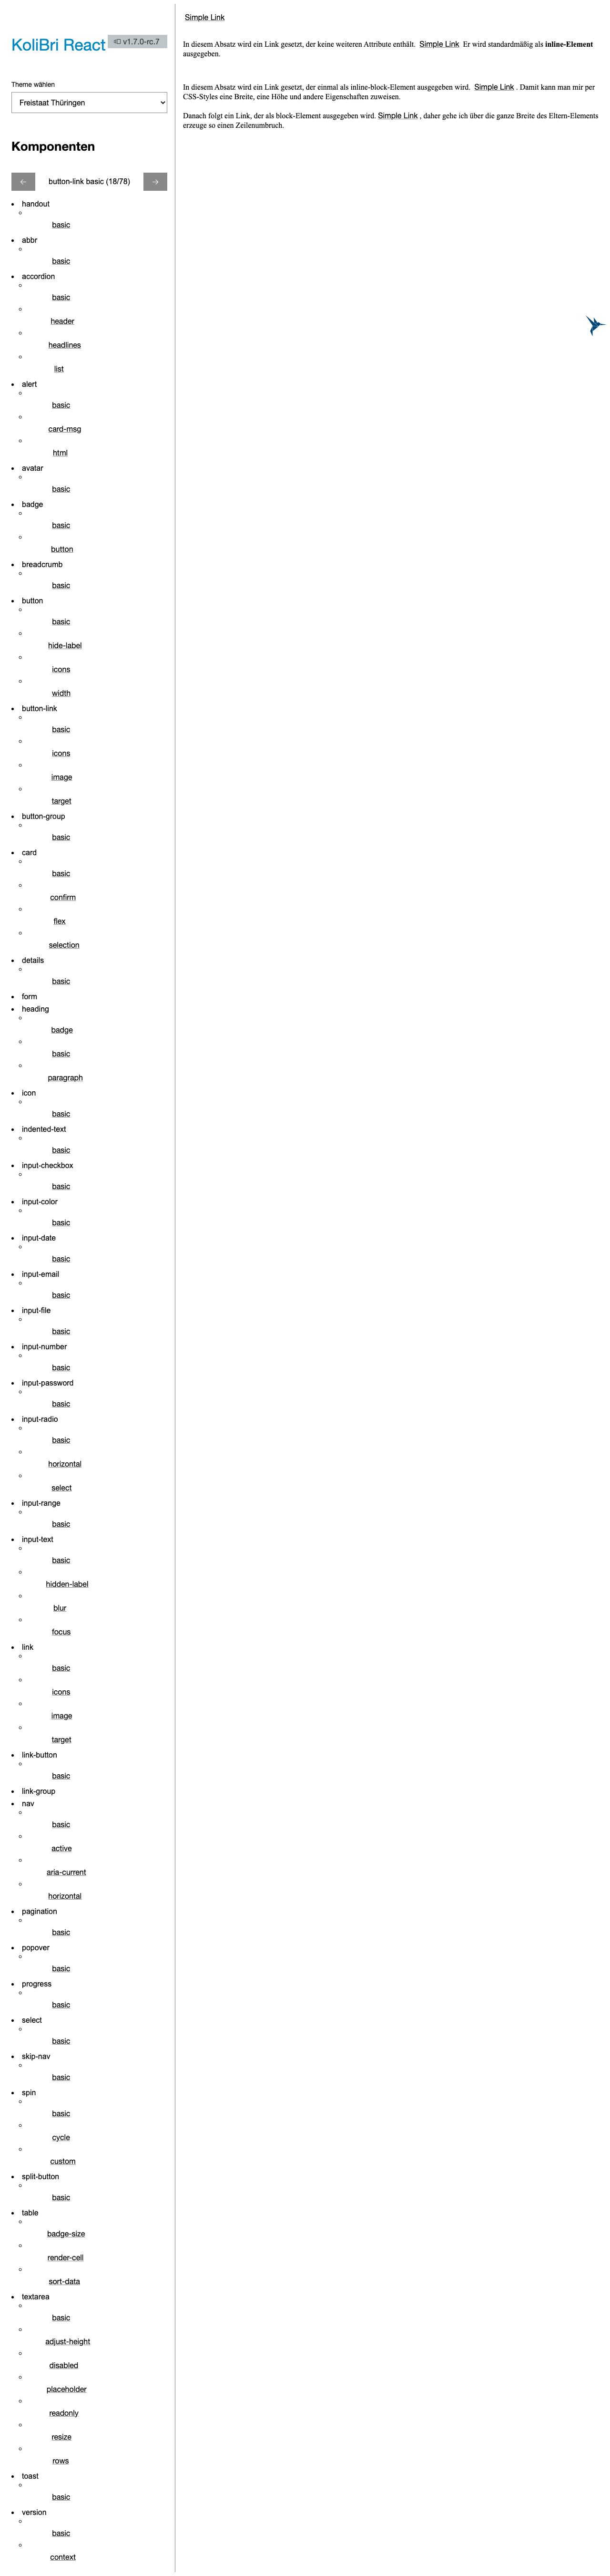 KoliBri React v1.7.0-rc.7
Theme wählen
Freistaat Thüringen
Komponenten
← button-link basic (18/78) →
handout
basic
abbr
basic
accordion
basic
header
headlines
list
alert
basic
card-msg
html
avatar
basic
badge
basic
button
breadcrumb
basic
button
basic
hide-label
icons
width
button-link
basic
icons
image
target
button-group
basic
card
basic
confirm
flex
selection
details
basic
form
heading
badge
basic
paragraph
icon
basic
indented-text
basic
input-checkbox
basic
input-color
basic
input-date
basic
input-email
basic
input-file
basic
input-number
basic
input-password
basic
input-radio
basic
horizontal
select
input-range
basic
input-text
basic
hidden-label
blur
focus
link
basic
icons
image
target
link-button
basic
link-group
nav
basic
active
aria-current
horizontal
pagination
basic
popover
basic
progress
basic
select
basic
skip-nav
basic
spin
basic
cycle
custom
split-button
basic
table
badge-size
render-cell
sort-data
textarea
basic
adjust-height
disabled
placeholder
readonly
resize
rows
toast
basic
version
basic
context
Simple Link
In diesem Absatz wird ein Link gesetzt, der keine weiteren Attribute enthält. Simple Link Er wird standardmäßig als inline-Element
ausgegeben.
In diesem Absatz wird ein Link gesetzt, der einmal als inline-block-Element ausgegeben wird. Simple Link . Damit kann man mir per
CSS-Styles eine Breite, eine Höhe und andere Eigenschaften zuweisen.
Danach folgt ein Link, der als block-Element ausgegeben wird. Simple Link , daher gehe ich über die ganze Breite des Eltern-Elements
erzeuge so einen Zeilenumbruch.